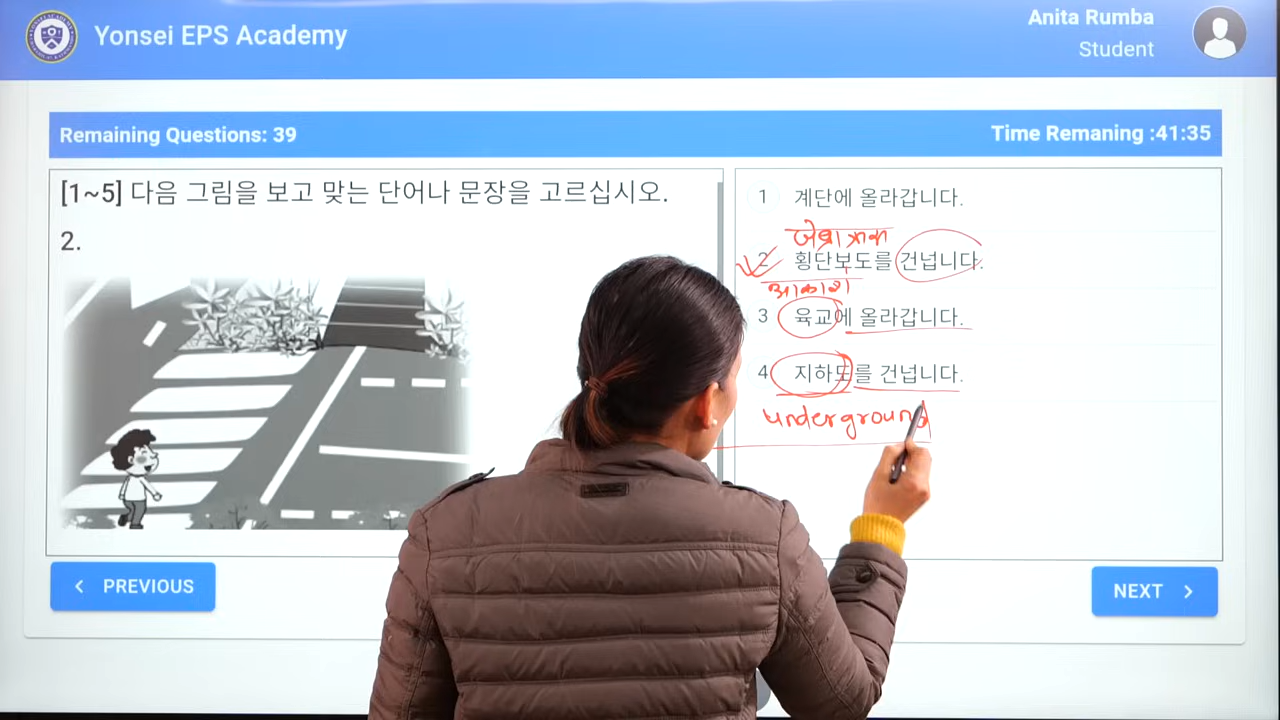 Yonsei EPS Academy
Anita Rumba
Student
Remaining Questions: 39
Time Remaning :41:35
[1~5] 다음 그림을 보고 맞는 단어나 문장을 고르십시오.
2.
1 계단에 올라갑니다.
जेब्रा क्रस
2 횡단보도를 건넙니다.
आकाशे
3 육교에 올라갑니다.
4 지하도를 건넙니다.
underground
PREVIOUS
NEXT